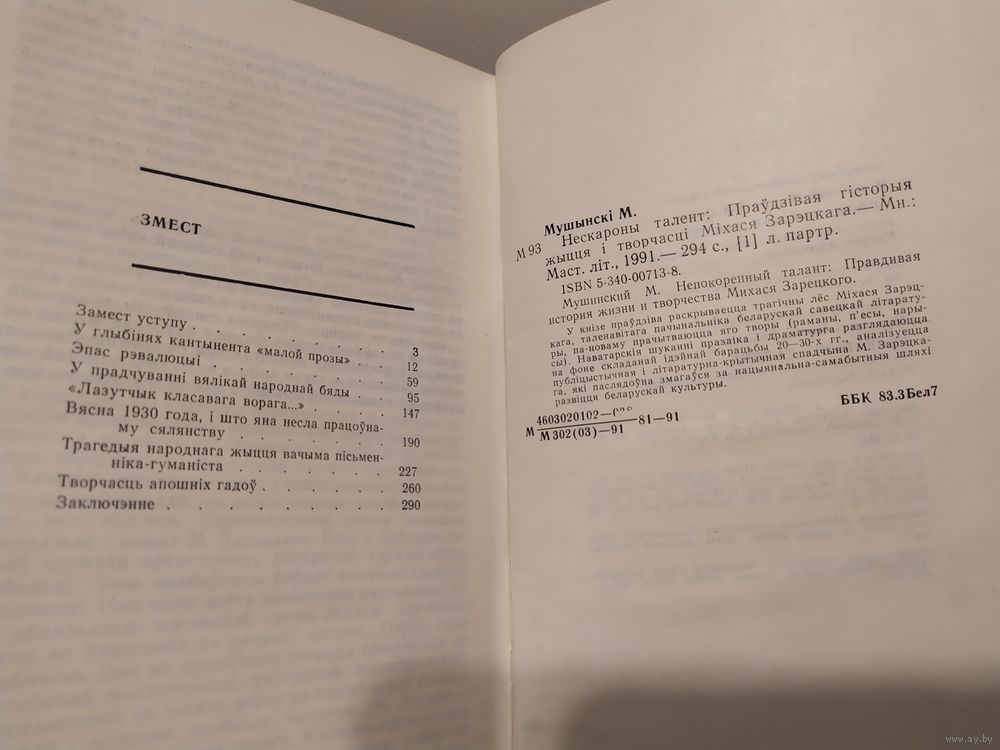 ЗМЕСТ
Замест уступу . . . . . . . . 3
У глыбінях кантынента «малой прозы» . . 12
Эпас рэвалюцыі . . . . . . . 59
У прадчуванні вялікай народнай бяды . . 95
«Лазутчык класавага ворага...» . . . . 147
Вясна 1930 года, і што яна несла працоўна-
му сялянству . . . . . . . 190
Трагедыя народнага жыцця вачыма пісьмен-
ніка-гуманіста . . . . . . . 227
Творчасць апошніх гадоў . . . . . . 260
Заключэнне . . . . . . . . . 290
Мушынскі М.
М 93 Нескароны талент: Праўдзівая гісторыя
жыцця і творчасці Міхася Зарэцкага.— Мн.:
Маст. літ., 1991.— 294 с., [1] л. партр.
ISBN 5-340-00713-8.
Мушинский М. Непокоренный талант: Правдивая
история жизни и творчества Михася Зарецкого.
У кнізе праўдзіва раскрываецца трагічны лёс Міхася Зарэц-
кага, таленавітага пачынальніка беларускай савецкай літарату-
ры, па-новаму прачытваюцца яго творы (раманы, п'есы, нары-
сы). Наватарскія шуканні празаіка і драматурга разглядаюцца
на фоне складанай ідэйнай барацьбы 20—30-х гг., аналізуецца
публіцыстычная і літаратурна-крытычная спадчына М. Зарэцка-
га, які паслядоўна змагаўся за нацыянальна-самабытныя шляхі
развіцця беларускай культуры.
М 4603020102—
М 302(03)—91 81—91
ББК 83.3Бел7
www.ay.by